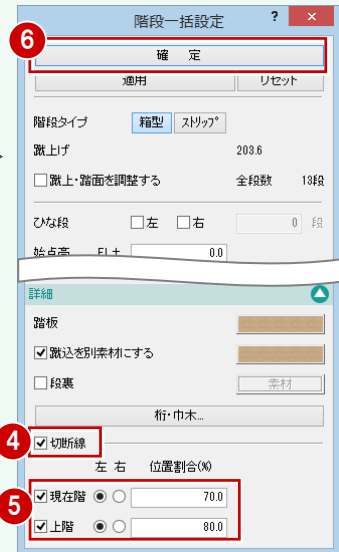 階段一括設定 ? ×
6
確 定
適用 リセット
階段タイプ 箱型 ストリップ
蹴上げ 203.6
蹴上・踏面を調整する 全段数 13段
ひな段 左 右 0 段
始点高 FL± 0.0
詳細
踏板
蹴込を別素材にする
段裏 素材
桁・巾木...
4 切断線
左 右 位置割合(%)
5
現在階 70.0
上階 80.0